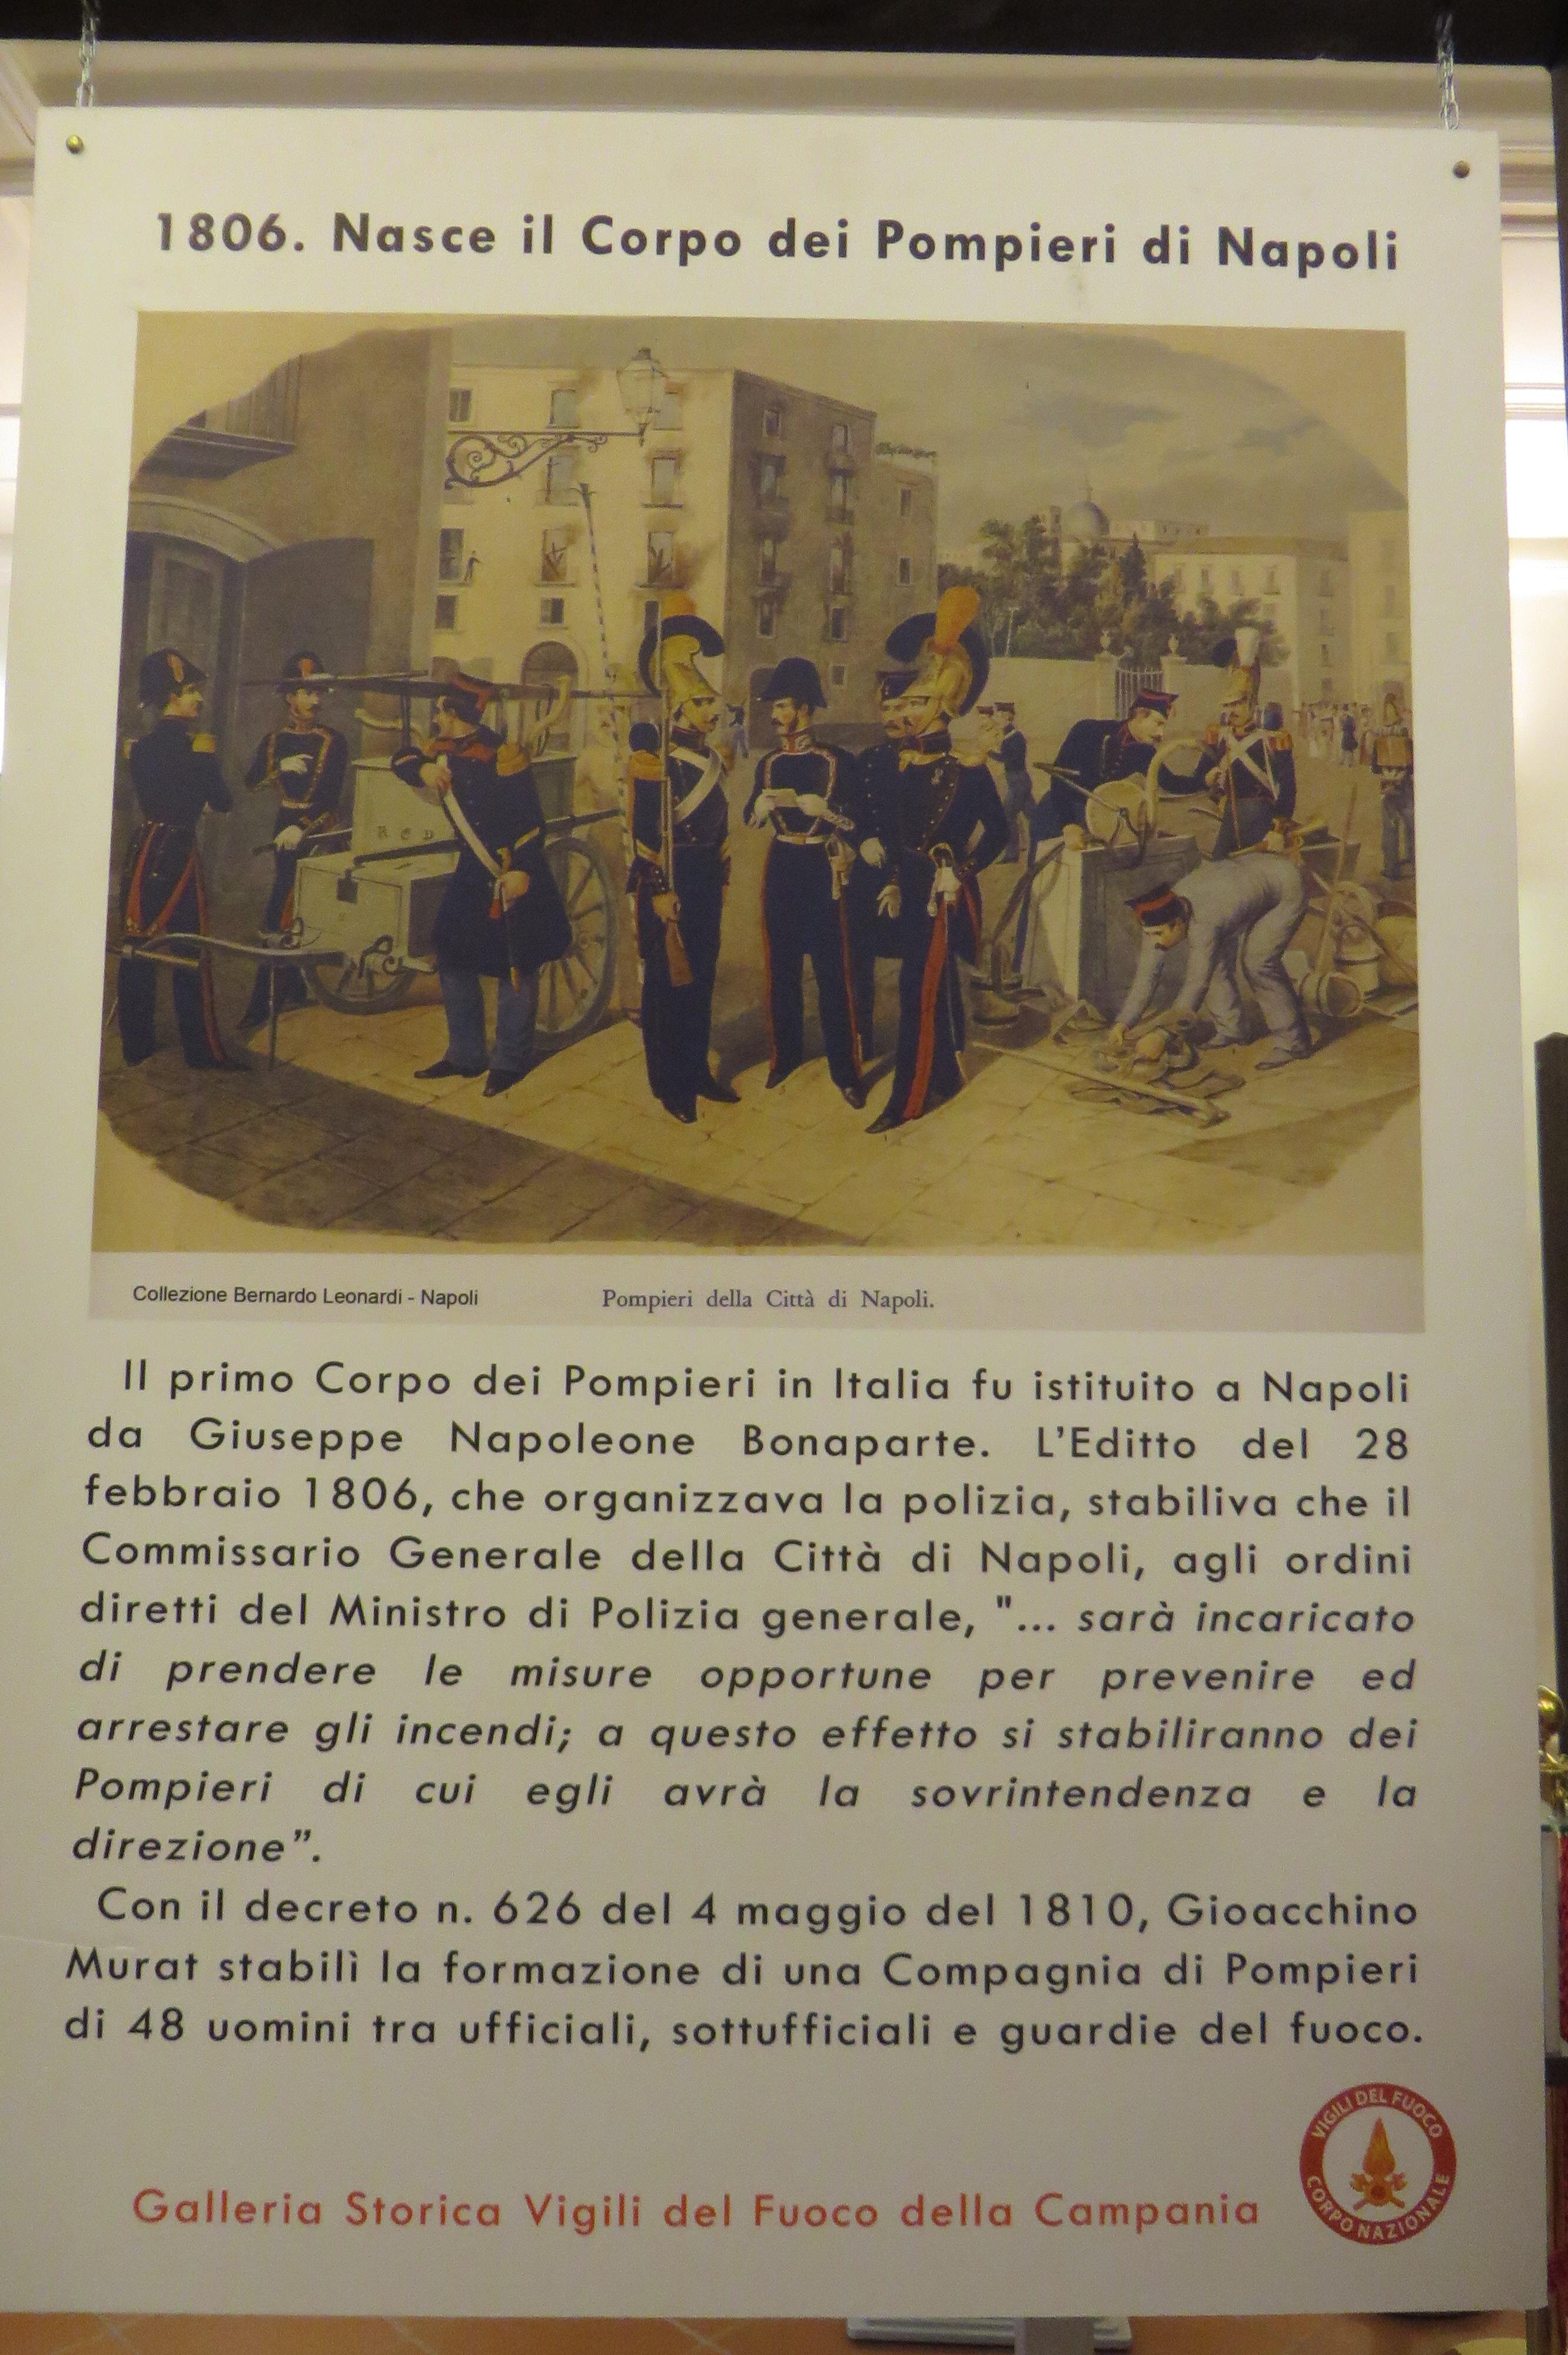 1806. Nasce il Corpo dei Pompieri di Napoli
Collezione Bernardo Leonardi - Napoli
Pompieri della Città di Napoli.
Il primo Corpo dei Pompieri in Italia fu istituito a Napoli
da Giuseppe Napoleone Bonaparte. L'Editto del 28
febbraio 1806, che organizzava la polizia, stabiliva che il
Commissario Generale della Città di Napoli, agli ordini
diretti del Ministro di Polizia generale, "... sarà incaricato
di prendere le misure opportune per prevenire ed
arrestare gli incendi; a questo effetto si stabiliranno dei
Pompieri di cui egli avrà la sovrintendenza e la
direzione”.
Con il decreto n. 626 del 4 maggio del 1810, Gioacchino
Murat stabilì la formazione di una Compagnia di Pompieri
di 48 uomini tra ufficiali, sottufficiali e guardie del fuoco.
VIGILI DEL FUOCO
CORPO NAZIONALE
Galleria Storica Vigili del Fuoco della Campania